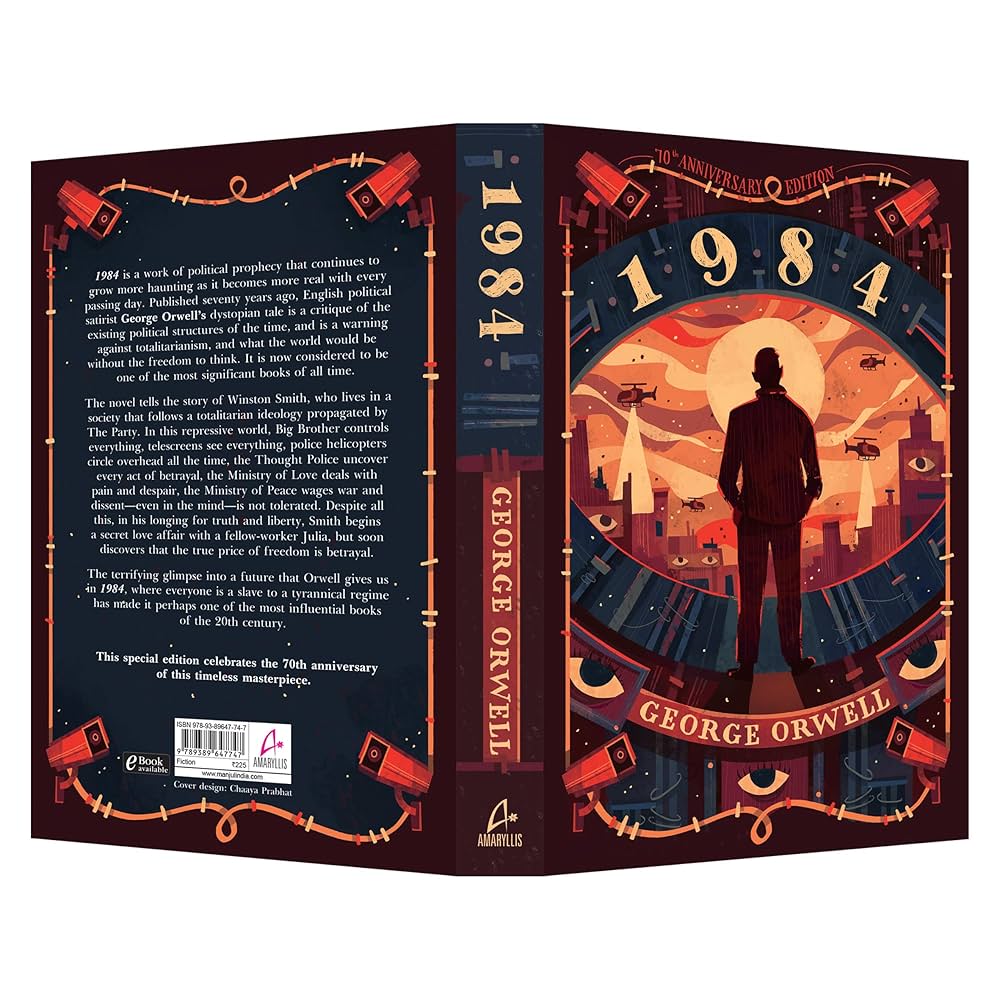 1984 is a work of political prophecy that continues to
grow more haunting as it becomes more real with every
passing day. Published seventy years ago, English political
satirist George Orwell's dystopian tale is a critique of the
existing political structures of the time, and is a warning
against totalitarianism, and what the world would be
without the freedom to think. It is now considered to be
one of the most significant books of all time.
The novel tells the story of Winston Smith, who lives in a
society that follows a totalitarian ideology propagated by
The Party. In this repressive world, Big Brother controls
everything, telescreens see everything, police helicopters
circle overhead all the time, the Thought Police uncover
every act of betrayal, the Ministry of Love deals with
pain and despair, the Ministry of Peace wages war and
dissent—even in the mind—is not tolerated. Despite all
this, in his longing for truth and liberty, Smith begins
a secret love affair with a fellow-worker Julia, but soon
discovers that the true price of freedom is betrayal.
The terrifying glimpse into a future that Orwell gives us
in 1984, where everyone is a slave to a tyrannical regime
has made it perhaps one of the most influential books
of the 20th century.
This special edition celebrates the 70th anniversary
of this timeless masterpiece.
eBook
available
ISBN 978-93-89647-74-7
9 789389 647747
Fiction ₹225
www.manjulindia.com
AMARYLLIS
Cover design: Chaaya Prabhat
1984
GEORGE ORWELL
AMARYLLIS
70th ANNIVERSARY EDITION
1984
GEORGE ORWELL